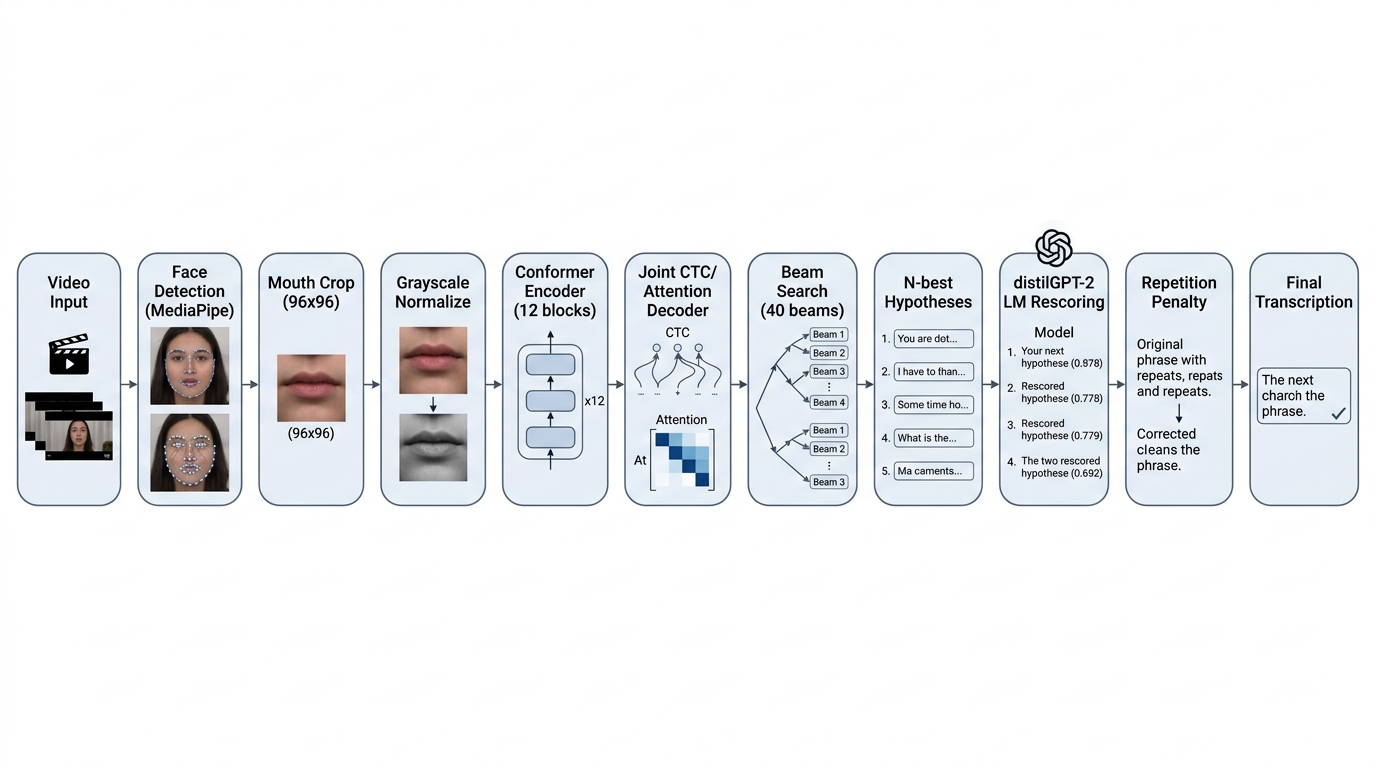 Video
Input
Face
Detection
(MediaPipe)
Mouth Crop
(96x96)
(96x96)
Grayscale
Normalize
Conformer
Encoder
(12 blocks)
x12
Joint CTC/
Attention
Decoder
CTC
Attention
At
Beam
Search
(40 beams)
Beam 1
Beam 2
Beam 3
Beam 4
Beam 1
Beam 2
Beam 3
N-best
Hypotheses
1. You are dot...
2. I have to than...
3. Some time ho...
4. What is the...
5. Ma caments...
distilGPT-2
LM Rescoring
Model
1. Your next
hypothese (0.878)
2. Rescored
hypothese (0.778)
3. Rescored
hypothese (0.779)
4. The two rescored
hypothese (0.692)
Repetition
Penalty
Original
phrase with
repeats, repats
and repeats.
Corrected
cleans the
phrase.
Final
Transcription
The next
charch the
phrase.